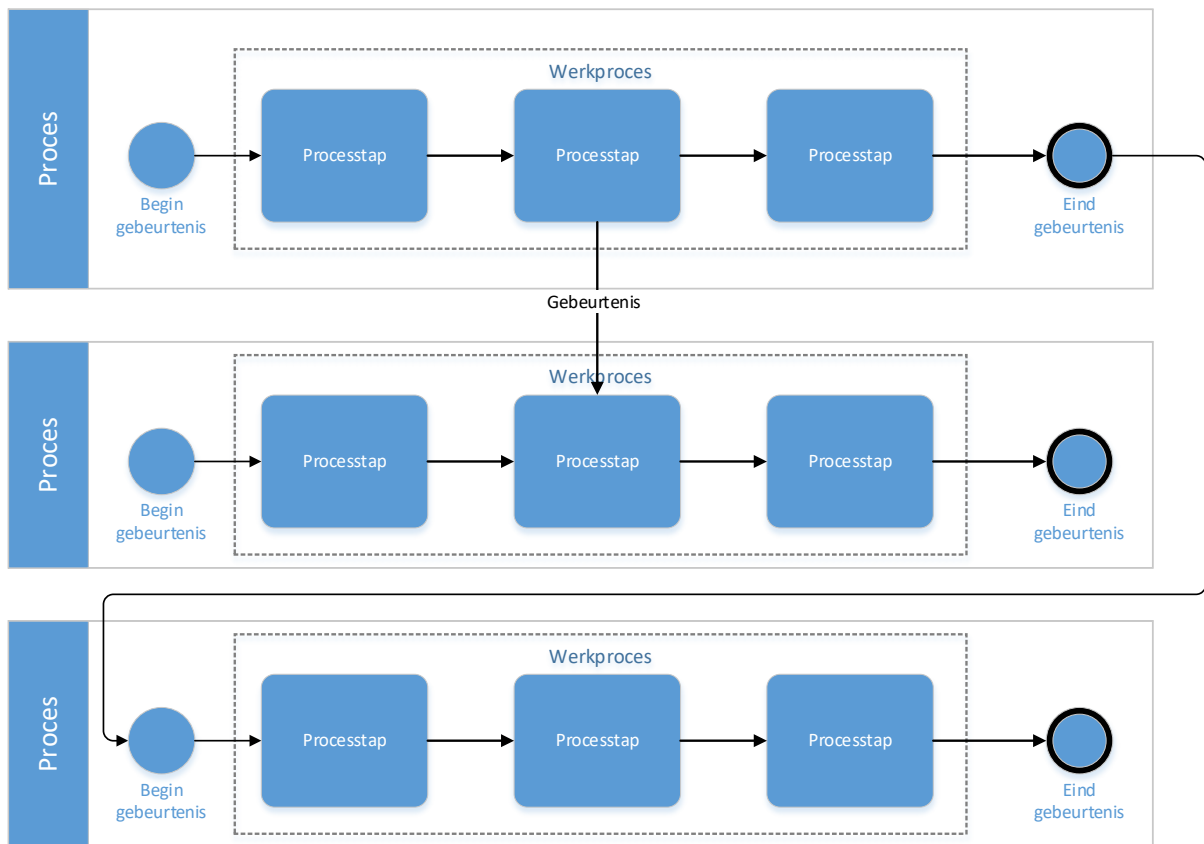 Proces
Werkproces
Processtap
Processtap
Processtap
Begin
gebeurtenis
Eind
gebeurtenis
Gebeurtenis
Proces
Werkproces
Processtap
Processtap
Processtap
Begin
gebeurtenis
Eind
gebeurtenis
Proces
Werkproces
Processtap
Processtap
Processtap
Begin
gebeurtenis
Eind
gebeurtenis